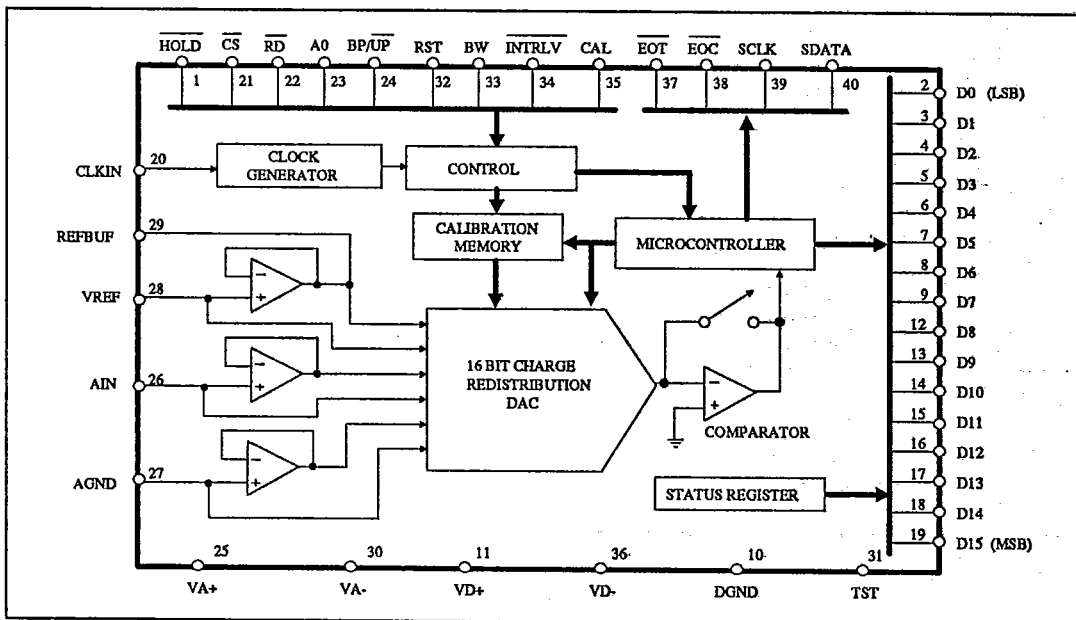 HOLD CS RD A0 BP/UP RST BW INTRLV CAL EOT EOC SCLK SDATA
1 21 22 23 24 32 33 34 35 37 38 39 40
2 D0 (LSB)
3 D1
4 D2
5 D3
6 D4
7 D5
8 D6
9 D7
12 D8
13 D9
14 D10
15 D11
16 D12
17 D13
18 D14
19 D15 (MSB)
CLKIN 20
CLOCK
GENERATOR
CONTROL
REFBUF 29
CALIBRATION
MEMORY
MICROCONTROLLER
VREF 28
- +
AIN 26
- +
16 BIT CHARGE
REDISTRIBUTION
DAC
- +
COMPARATOR
AGND 27
- +
STATUS REGISTER
25 30 11 36 10 31
VA+ VA- VD+ VD- DGND TST